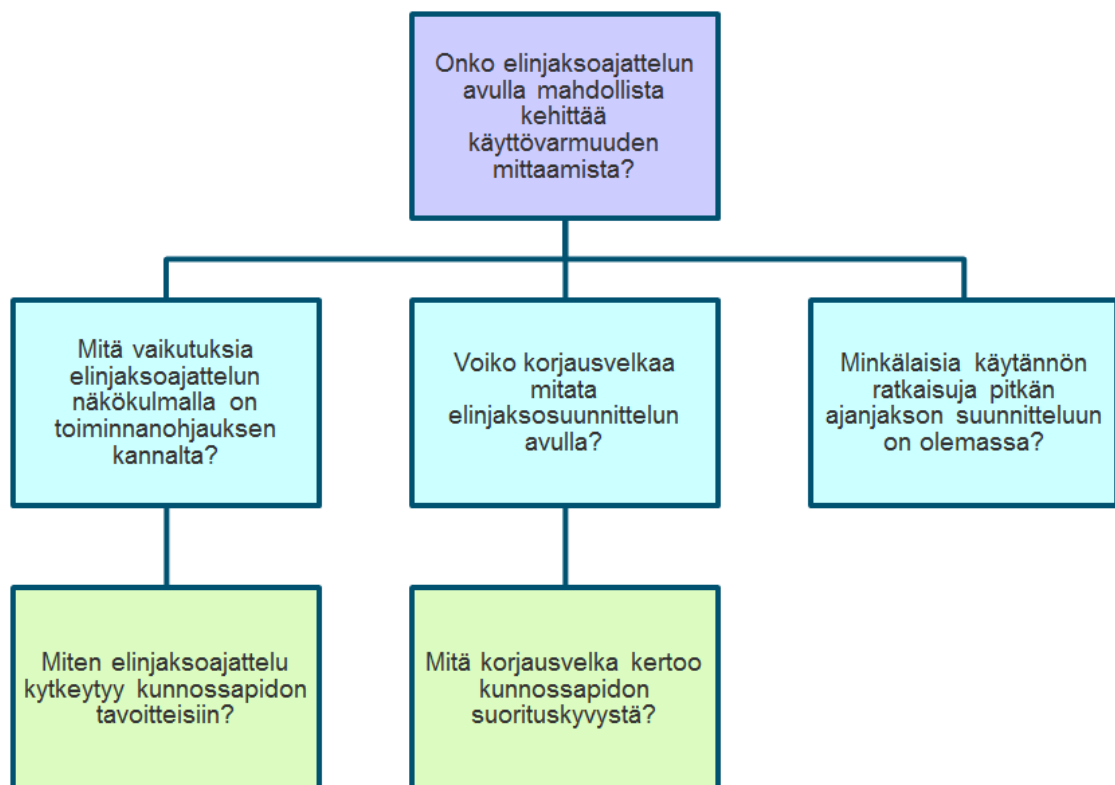 Onko elinjaksoajattelun
avulla mahdollista
kehittää
käyttövarmuuden
mittaamista?
Mitä vaikutuksia
elinjaksoajattelun
näkökulmalla on
toiminnanohjauksen
kannalta?
Voiko korjausvelkaa
mitata
elinjaksosuunnittelun
avulla?
Minkälaisia käytännön
ratkaisuja pitkän
ajanjakson suunnitteluun
on olemassa?
Miten elinjaksoajattelu
kytkeytyy kunnossapidon
tavoitteisiin?
Mitä korjausvelka kertoo
kunnossapidon
suorituskyvystä?